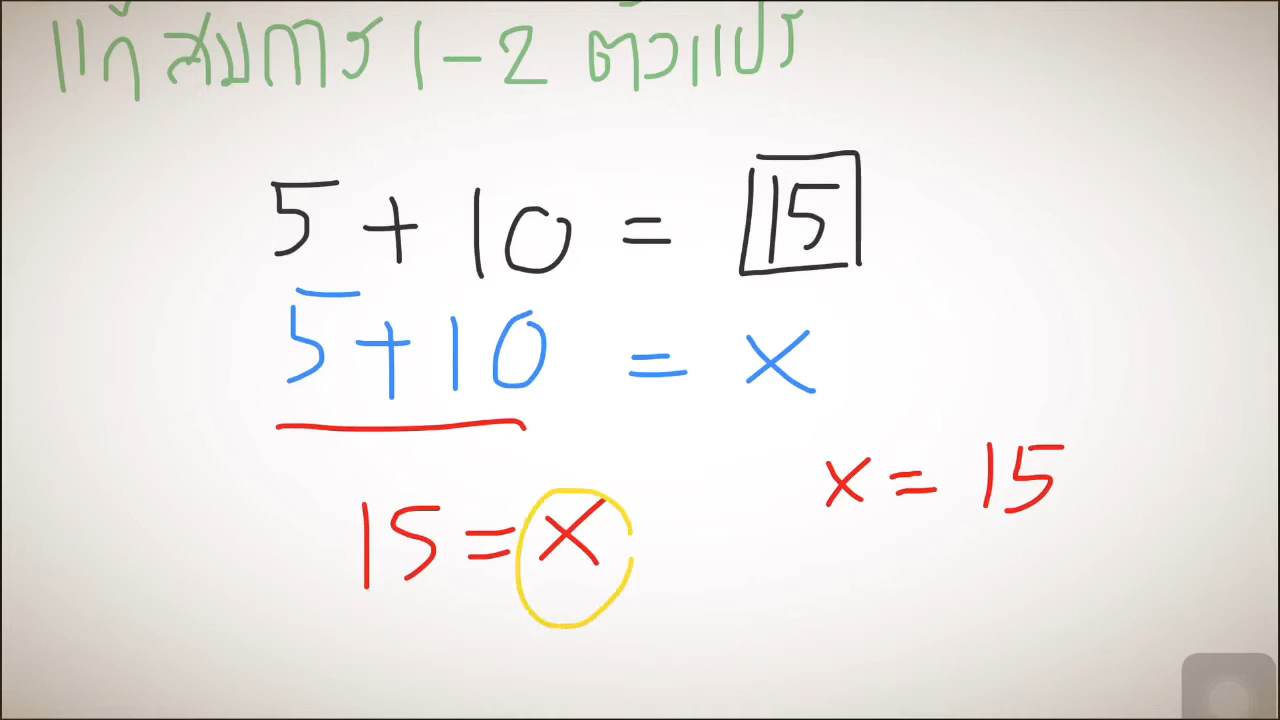 แก้สมการ 1-2 ตัวแปร
5 + 10 = 15
5 + 10 = x
x = 15
15 = x